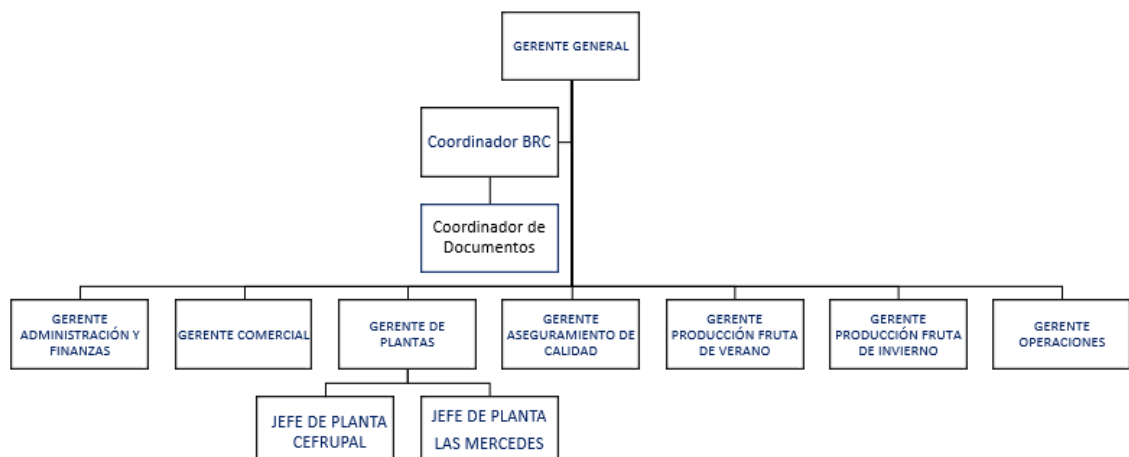 GERENTE GENERAL
Coordinador BRC
Coordinador de
Documentos
GERENTE
ADMINISTRACIÓN Y
FINANZAS
GERENTE COMERCIAL
GERENTE DE
PLANTAS
GERENTE
ASEGURAMIENTO DE
CALIDAD
GERENTE
PRODUCCIÓN FRUTA
DE VERANO
GERENTE
PRODUCCIÓN FRUTA
DE INVIERNO
GERENTE
OPERACIONES
JEFE DE PLANTA
CEFRUPAL
JEFE DE PLANTA
LAS MERCEDES